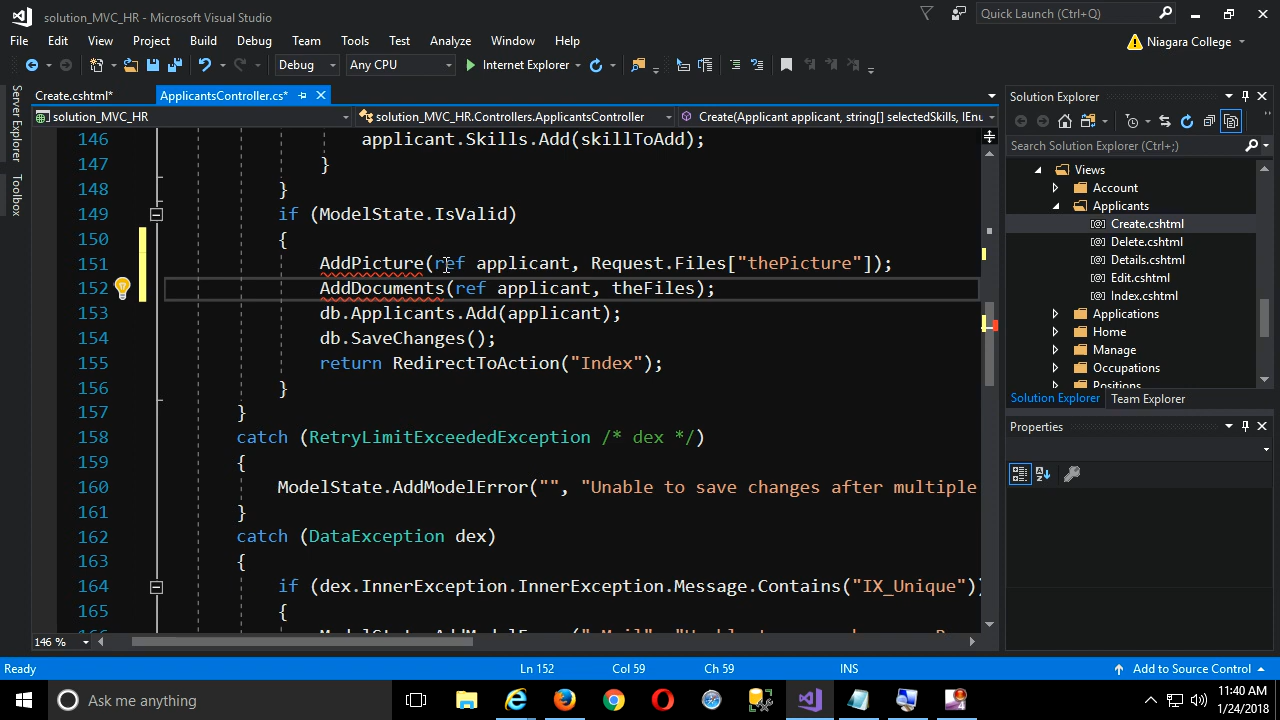 solution_MVC_HR - Microsoft Visual Studio
Quick Launch (Ctrl+Q)
File Edit View Project Build Debug Team Tools Test Analyze Window Help
Niagara College
Debug Any CPU Internet Explorer
Server Explorer
Toolbox
Create.cshtml* ApplicantsController.cs*
solution_MVC_HR solution_MVC_HR.Controllers.ApplicantsController Create(Applicant applicant, string[] selectedSkills, IEnu
146 applicant.Skills.Add(skillToAdd);
147 }
148 }
149 if (ModelState.IsValid)
150 {
151 AddPicture(ref applicant, Request.Files["thePicture"]);
152 AddDocuments(ref applicant, theFiles);
153 db.Applicants.Add(applicant);
154 db.SaveChanges();
155 return RedirectToAction("Index");
156 }
157 }
158 catch (RetryLimitExceededException /* dex */)
159 {
160 ModelState.AddModelError("", "Unable to save changes after multiple
161 }
162 catch (DataException dex)
163 {
164 if (dex.InnerException.InnerException.Message.Contains("IX_Unique"))
165 {
146 %
Solution Explorer
Search Solution Explorer (Ctrl+;)
Views
Account
Applicants
Create.cshtml
Delete.cshtml
Details.cshtml
Edit.cshtml
Index.cshtml
Applications
Home
Manage
Occupations
Positions
Solution Explorer Team Explorer
Properties
Ready Ln 152 Col 59 Ch 59 INS Add to Source Control
Ask me anything
11:40 AM
1/24/2018